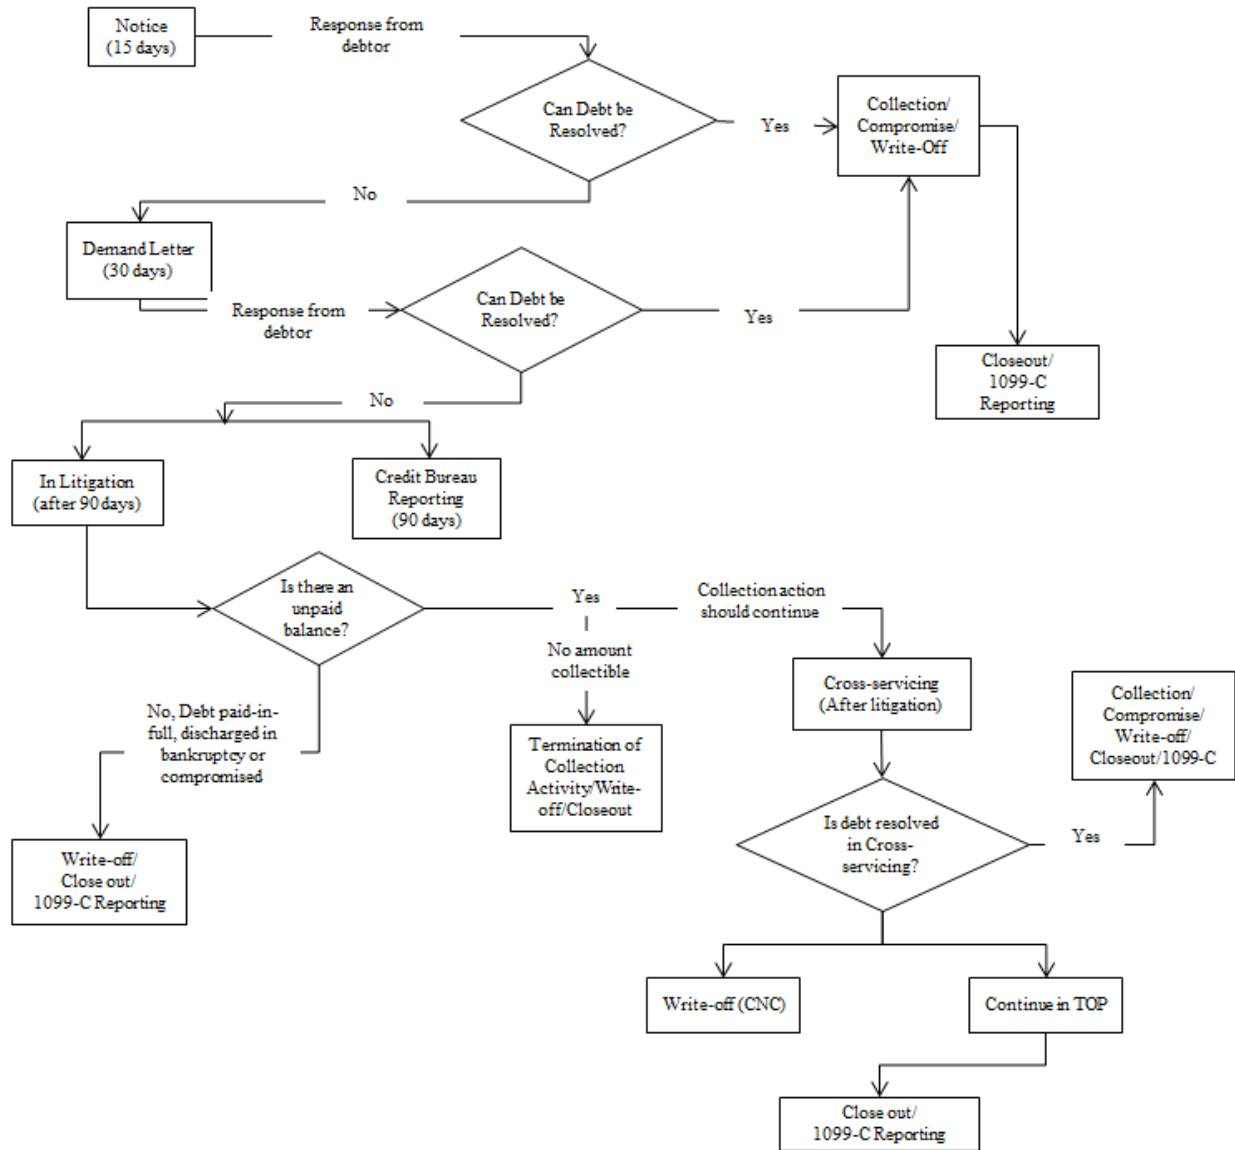 Notice
(15 days)
Response from
debtor
Can Debt be
Resolved?
Yes
Collection/
Compromise/
Write-Off
No
Demand Letter
(30 days)
Response from
debtor
Can Debt be
Resolved?
Yes
Closeout/
1099-C
Reporting
No
In Litigation
(after 90 days)
Credit Bureau
Reporting
(90 days)
Is there an
unpaid
balance?
Yes
Collection action
should continue
No amount
collectible
Cross-servicing
(After litigation)
Collection/
Compromise/
Write-off/
Closeout/1099-C
No, Debt paid-in-
full, discharged in
bankruptcy or
compromised
Termination of
Collection
Activity/Write-
off/Closeout
Is debt resolved
in Cross-
servicing?
Yes
Write-off/
Close out/
1099-C Reporting
Write-off (CNC)
Continue in TOP
Close out/
1099-C Reporting